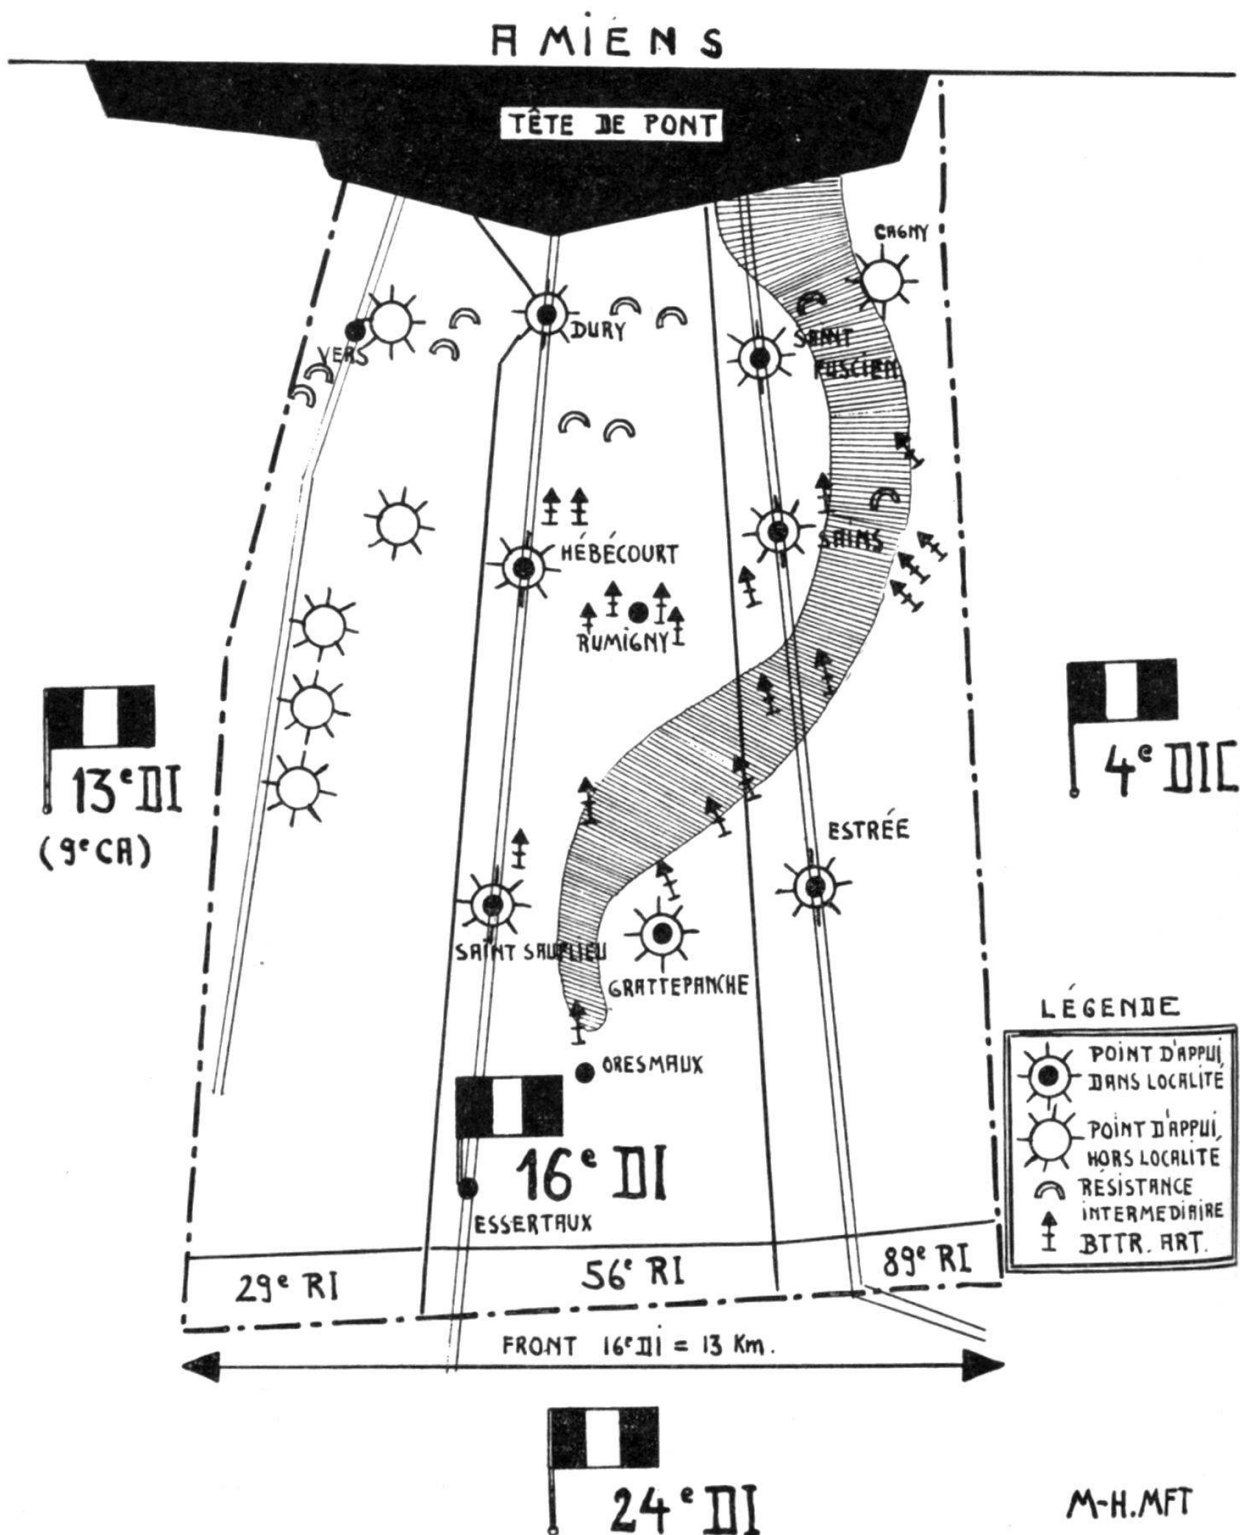 AMIENS
TÊTE DE PONT
CAGNY
DURY
VERS
SAINT
FUSCIEN
HÉBÉCOURT
SAINS
RUMIGNY
13e DI
(9e CA)
4e DIC
ESTRÉE
SAINT SAUFLIEU
GRATTEPANCHE
ORESMAUX
16e DI
ESSERTAUX
LÉGENDE
POINT D'APPUI
DANS LOCALITÉ
POINT D'APPUI
HORS LOCALITÉ
RÉSISTANCE
INTERMEDIAIRE
BTTR. ART.
29e RI
56e RI
89e RI
FRONT 16e DI = 13 Km.
24e DI
M-H.MFT